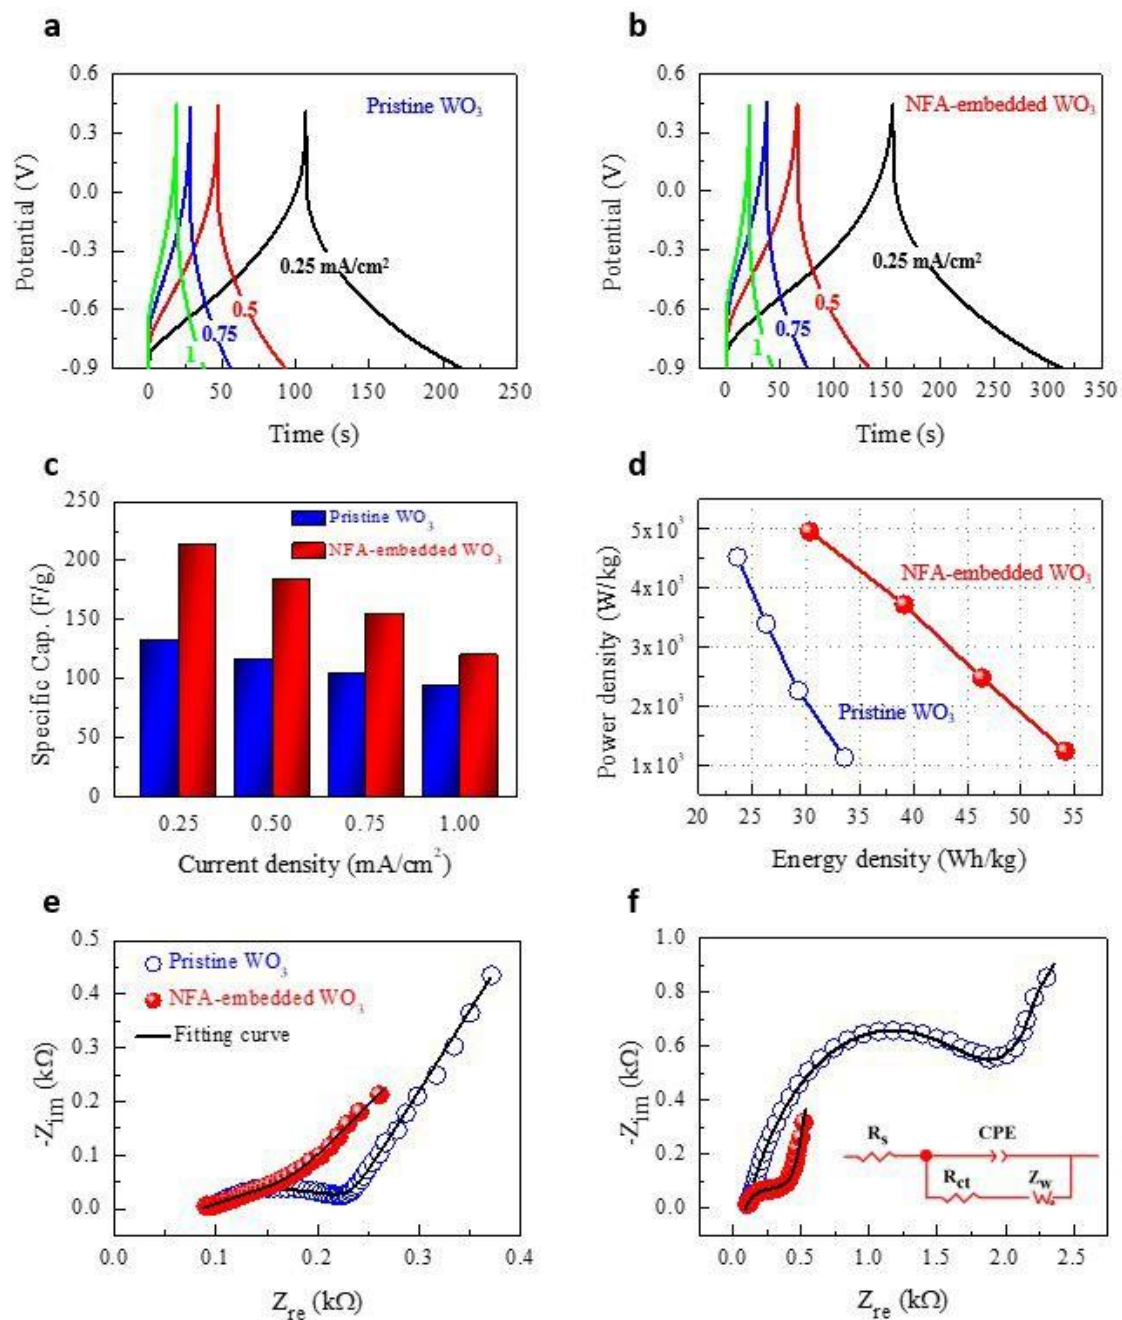 a
0.6
0.3
0.0
-0.3
-0.6
-0.9
Potential (V)
Pristine WO₃
0.25 mA/cm²
0.5
0.75
1
0 50 100 150 200 250
Time (s)
b
0.6
0.3
0.0
-0.3
-0.6
-0.9
Potential (V)
NFA-embedded WO₃
0.25 mA/cm²
0.5
0.75
1
0 50 100 150 200 250 300 350
Time (s)
c
250
200
150
100
50
0
Specific Cap. (F/g)
Pristine WO₃
NFA-embedded WO₃
0.25 0.50 0.75 1.00
Current density (mA/cm²)
d
5x10³
4x10³
3x10³
2x10³
1x10³
Power density (W/kg)
NFA-embedded WO₃
Pristine WO₃
20 25 30 35 40 45 50 55
Energy density (Wh/kg)
e
0.5
0.4
0.3
0.2
0.1
0.0
-Z_im (kΩ)
Pristine WO₃
NFA-embedded WO₃
Fitting curve
0.0 0.1 0.2 0.3 0.4
Z_re (kΩ)
f
1.0
0.8
0.6
0.4
0.2
0.0
-Z_im (kΩ)
R_s CPE
R_ct Z_w
0.0 0.5 1.0 1.5 2.0 2.5
Z_re (kΩ)